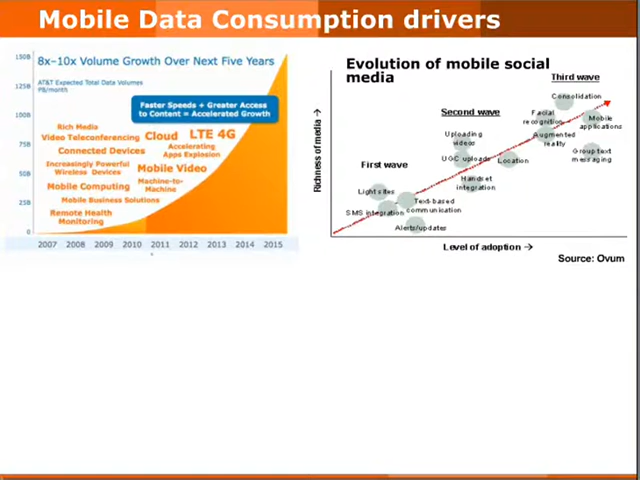 Mobile Data Consumption drivers
8x–10x Volume Growth Over Next Five Years
AT&T Expected Total Data Volumes
PB/month
150B
125B
100B
75B
50B
25B
0
Faster Speeds + Greater Access
to Content = Accelerated Growth
Rich Media
Video Teleconferencing
Cloud
LTE 4G
Connected Devices
Accelerating
Apps Explosion
Increasingly Powerful
Wireless Devices
Mobile Video
Mobile Computing
Machine-to-
Machine
Mobile Business Solutions
Remote Health
Monitoring
2007 2008 2009 2010 2011 2012 2013 2014 2015
Evolution of mobile social
media
Richness of media →
Third wave
Consolidation
Second wave
Facial
recognition
Mobile
applications
Uploading
videos
Augmented
reality
Group text
messaging
First wave
UGC uploads
Location
Handset
integration
Light sites
Text-based
communication
SMS integration
Alerts/updates
Level of adoption →
Source: Ovum